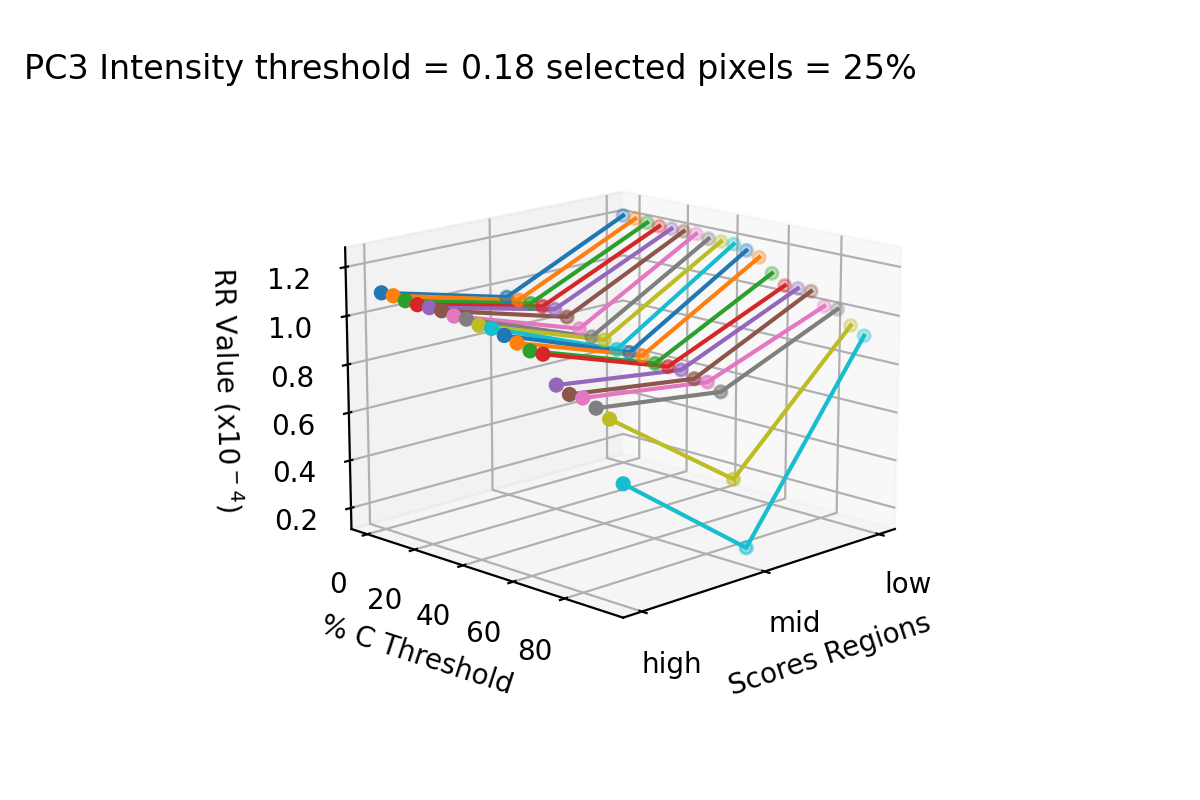 PC3 Intensity threshold = 0.18 selected pixels = 25%
RR Value (x10⁻⁴)
1.2
1.0
0.8
0.6
0.4
0.2
0
20
40
60
80
% C Threshold
high
mid
low
Scores Regions